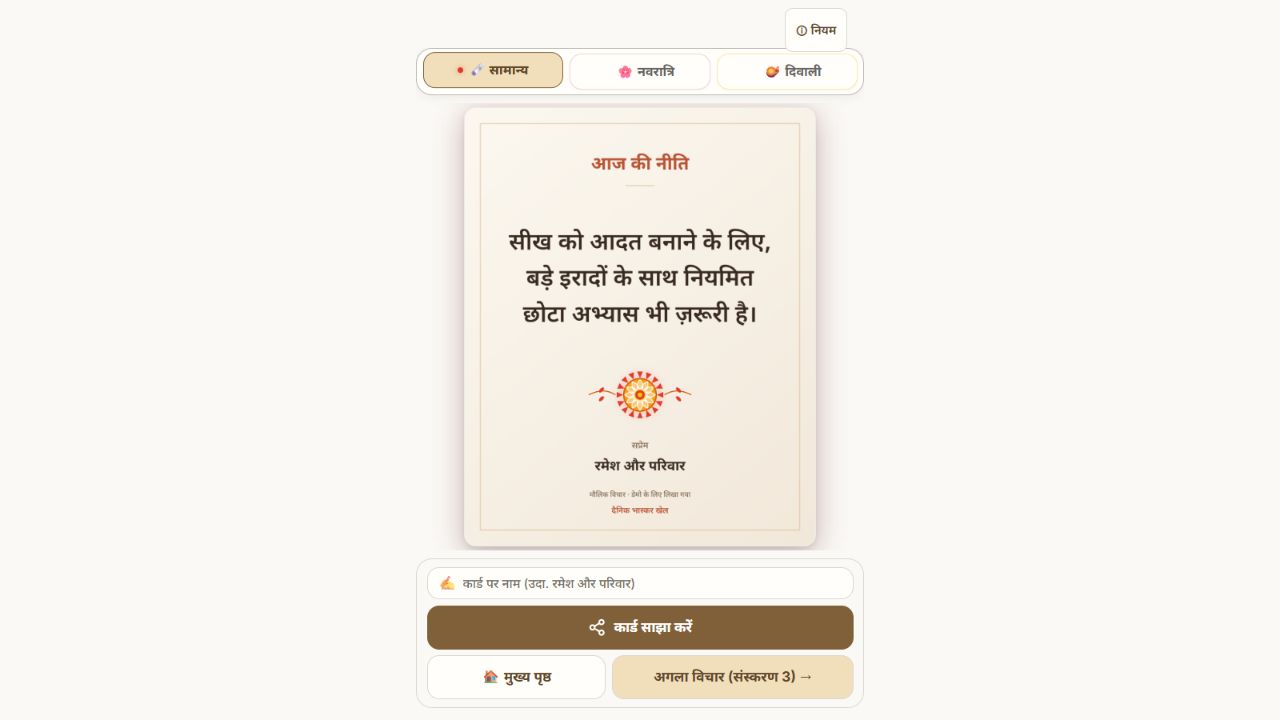 ⓘ नियम
सामान्य
नवरात्रि
दिवाली
आज की नीति
सीख को आदत बनाने के लिए,
बड़े इरादों के साथ नियमित
छोटा अभ्यास भी ज़रूरी है।
सप्रेम
रमेश और परिवार
मौलिक विचार · डेमो के लिए लिखा गया
दैनिक भास्कर खेल
कार्ड पर नाम (उदा. रमेश और परिवार)
कार्ड साझा करें
मुख्य पृष्ठ
अगला विचार (संस्करण 3) →